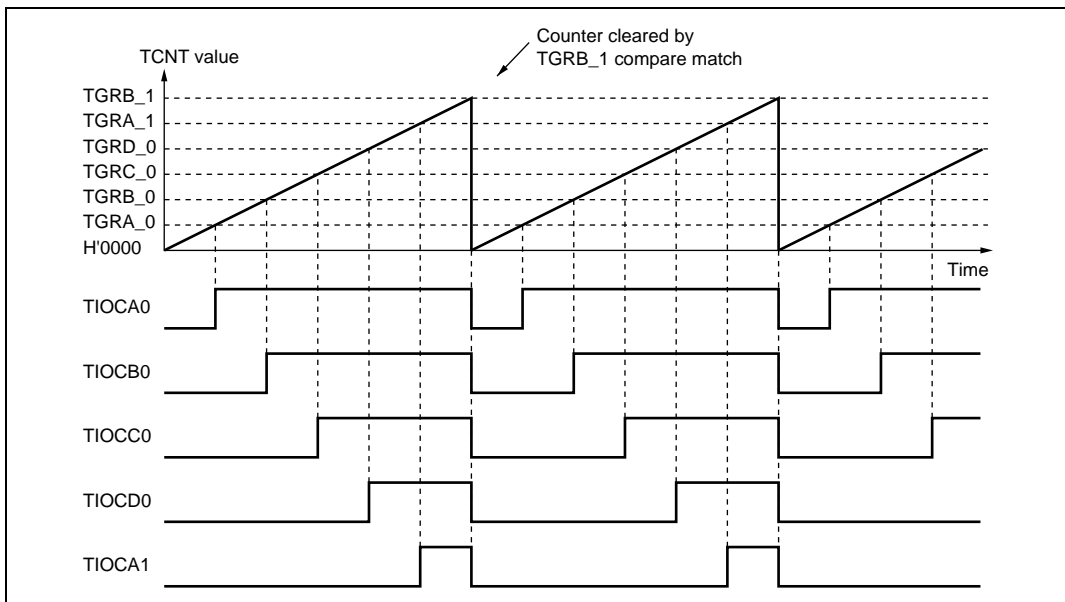 Counter cleared by
TGRB_1 compare match
TCNT value
TGRB_1
TGRA_1
TGRD_0
TGRC_0
TGRB_0
TGRA_0
H'0000
Time
TIOCA0
TIOCB0
TIOCC0
TIOCD0
TIOCA1